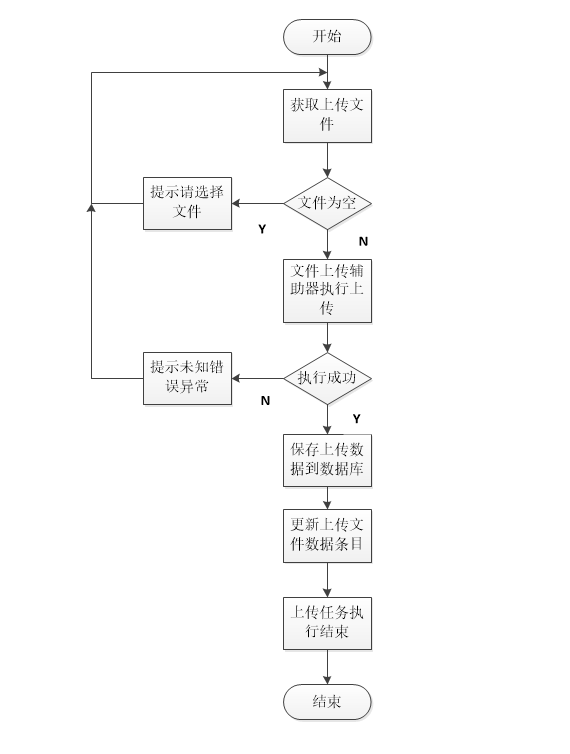 开始
获取上传文
件
提示请选择
文件
文件为空
Y
N
文件上传辅
助器执行上
传
提示未知错
误异常
执行成功
N
Y
保存上传数
据到数据库
更新上传文
件数据条目
上传任务执
行结束
结束